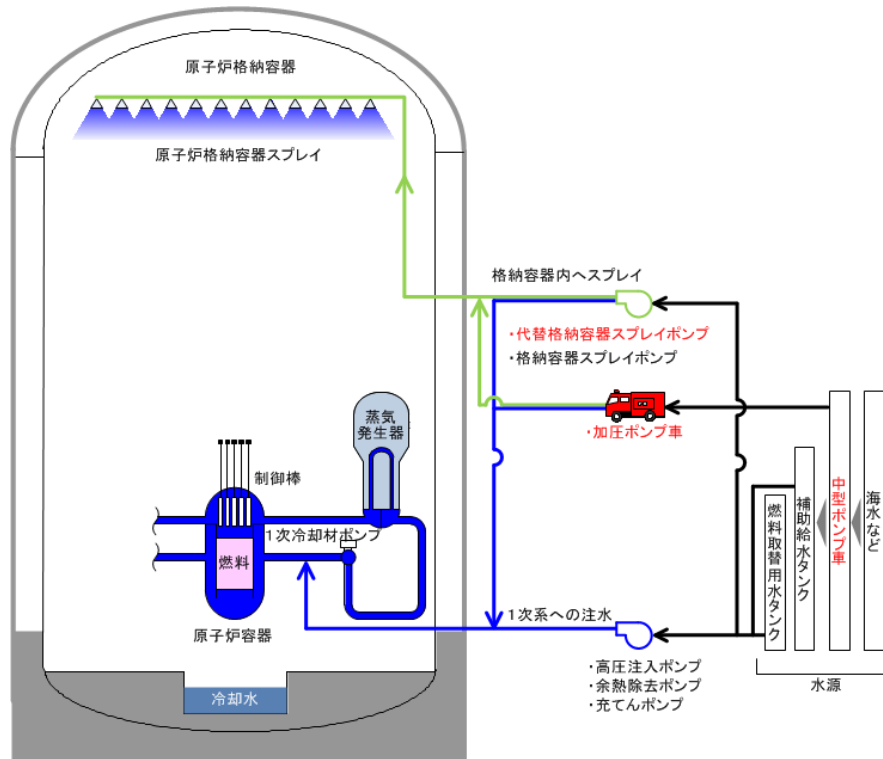 原子炉格納容器
原子炉格納容器スプレイ
格納容器内へスプレイ
・代替格納容器スプレイポンプ
・格納容器スプレイポンプ
・加圧ポンプ車
蒸気
発生器
制御棒
1次冷却材ポンプ
燃料
原子炉容器
冷却水
1次系への注水
・高圧注入ポンプ
・余熱除去ポンプ
・充てんポンプ
燃料取替用水タンク
補助給水タンク
中型ポンプ車
海水など
水源